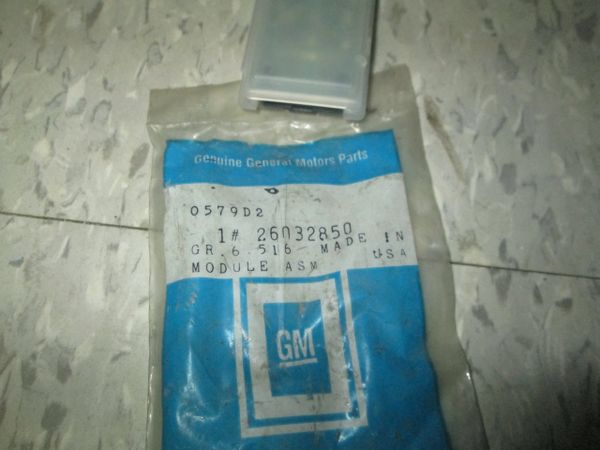 Genuine General Motors Parts
0579D2
1# 26032850
GR.6.516 MADE IN
MODULE ASM USA
GM